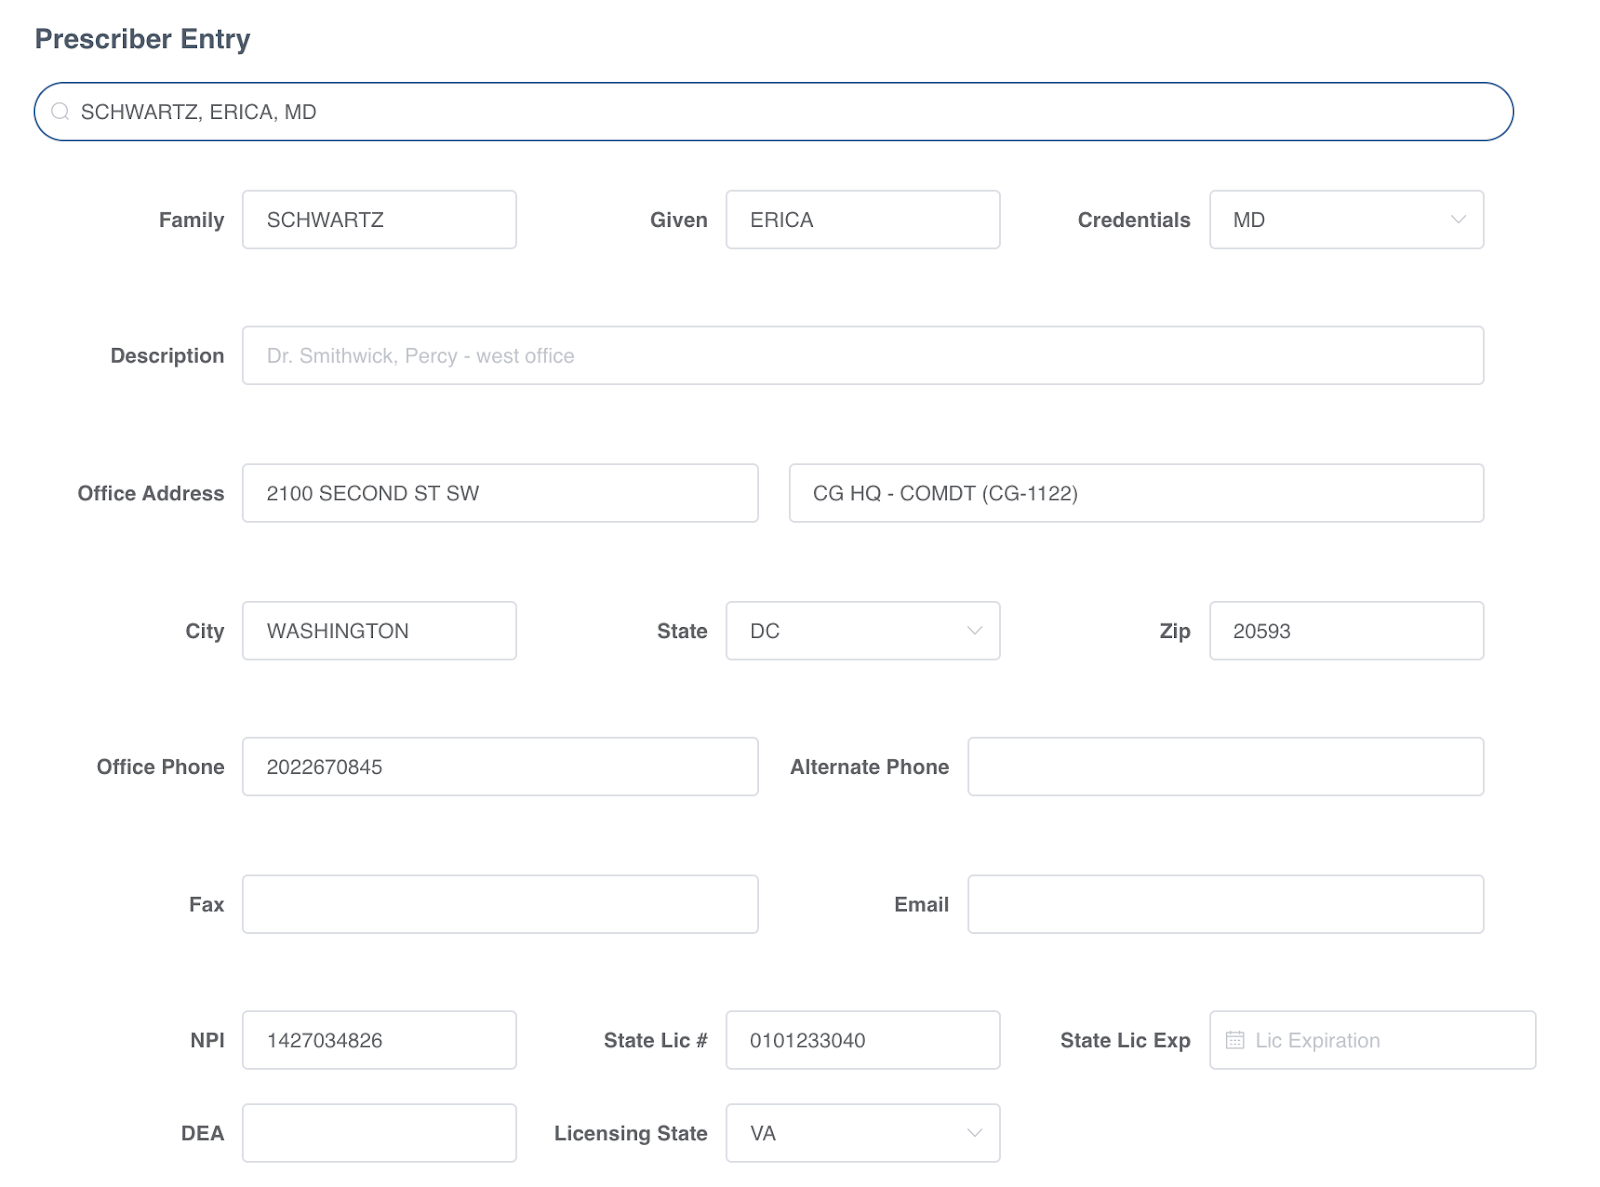 Prescriber Entry
SCHWARTZ, ERICA, MD
Family SCHWARTZ Given ERICA Credentials MD
Description Dr. Smithwick, Percy - west office
Office Address 2100 SECOND ST SW CG HQ - COMDT (CG-1122)
City WASHINGTON State DC Zip 20593
Office Phone 2022670845 Alternate Phone
Fax Email
NPI 1427034826 State Lic # 0101233040 State Lic Exp Lic Expiration
DEA Licensing State VA